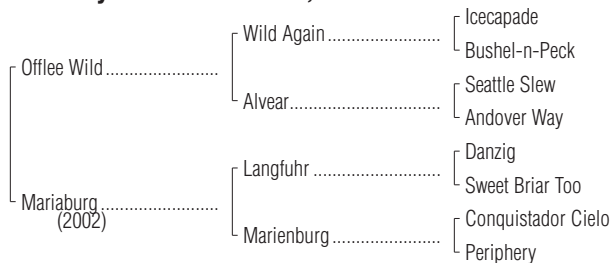 Icecapade
Wild Again
Bushel-n-Peck
Offlee Wild
Seattle Slew
Alvear
Andover Way
Danzig
Langfuhr
Sweet Briar Too
Mariaburg
(2002)
Conquistador Cielo
Marienburg
Periphery